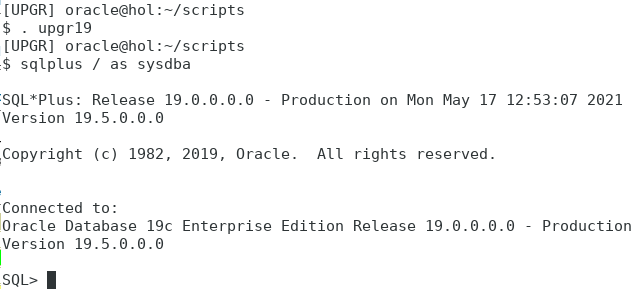 [UPGR] oracle@hol:~/scripts
$ . upgr19
[UPGR] oracle@hol:~/scripts
$ sqlplus / as sysdba
SQL*Plus: Release 19.0.0.0.0 - Production on Mon May 17 12:53:07 2021
Version 19.5.0.0.0
Copyright (c) 1982, 2019, Oracle.  All rights reserved.
Connected to:
Oracle Database 19c Enterprise Edition Release 19.0.0.0.0 - Production
Version 19.5.0.0.0
SQL>